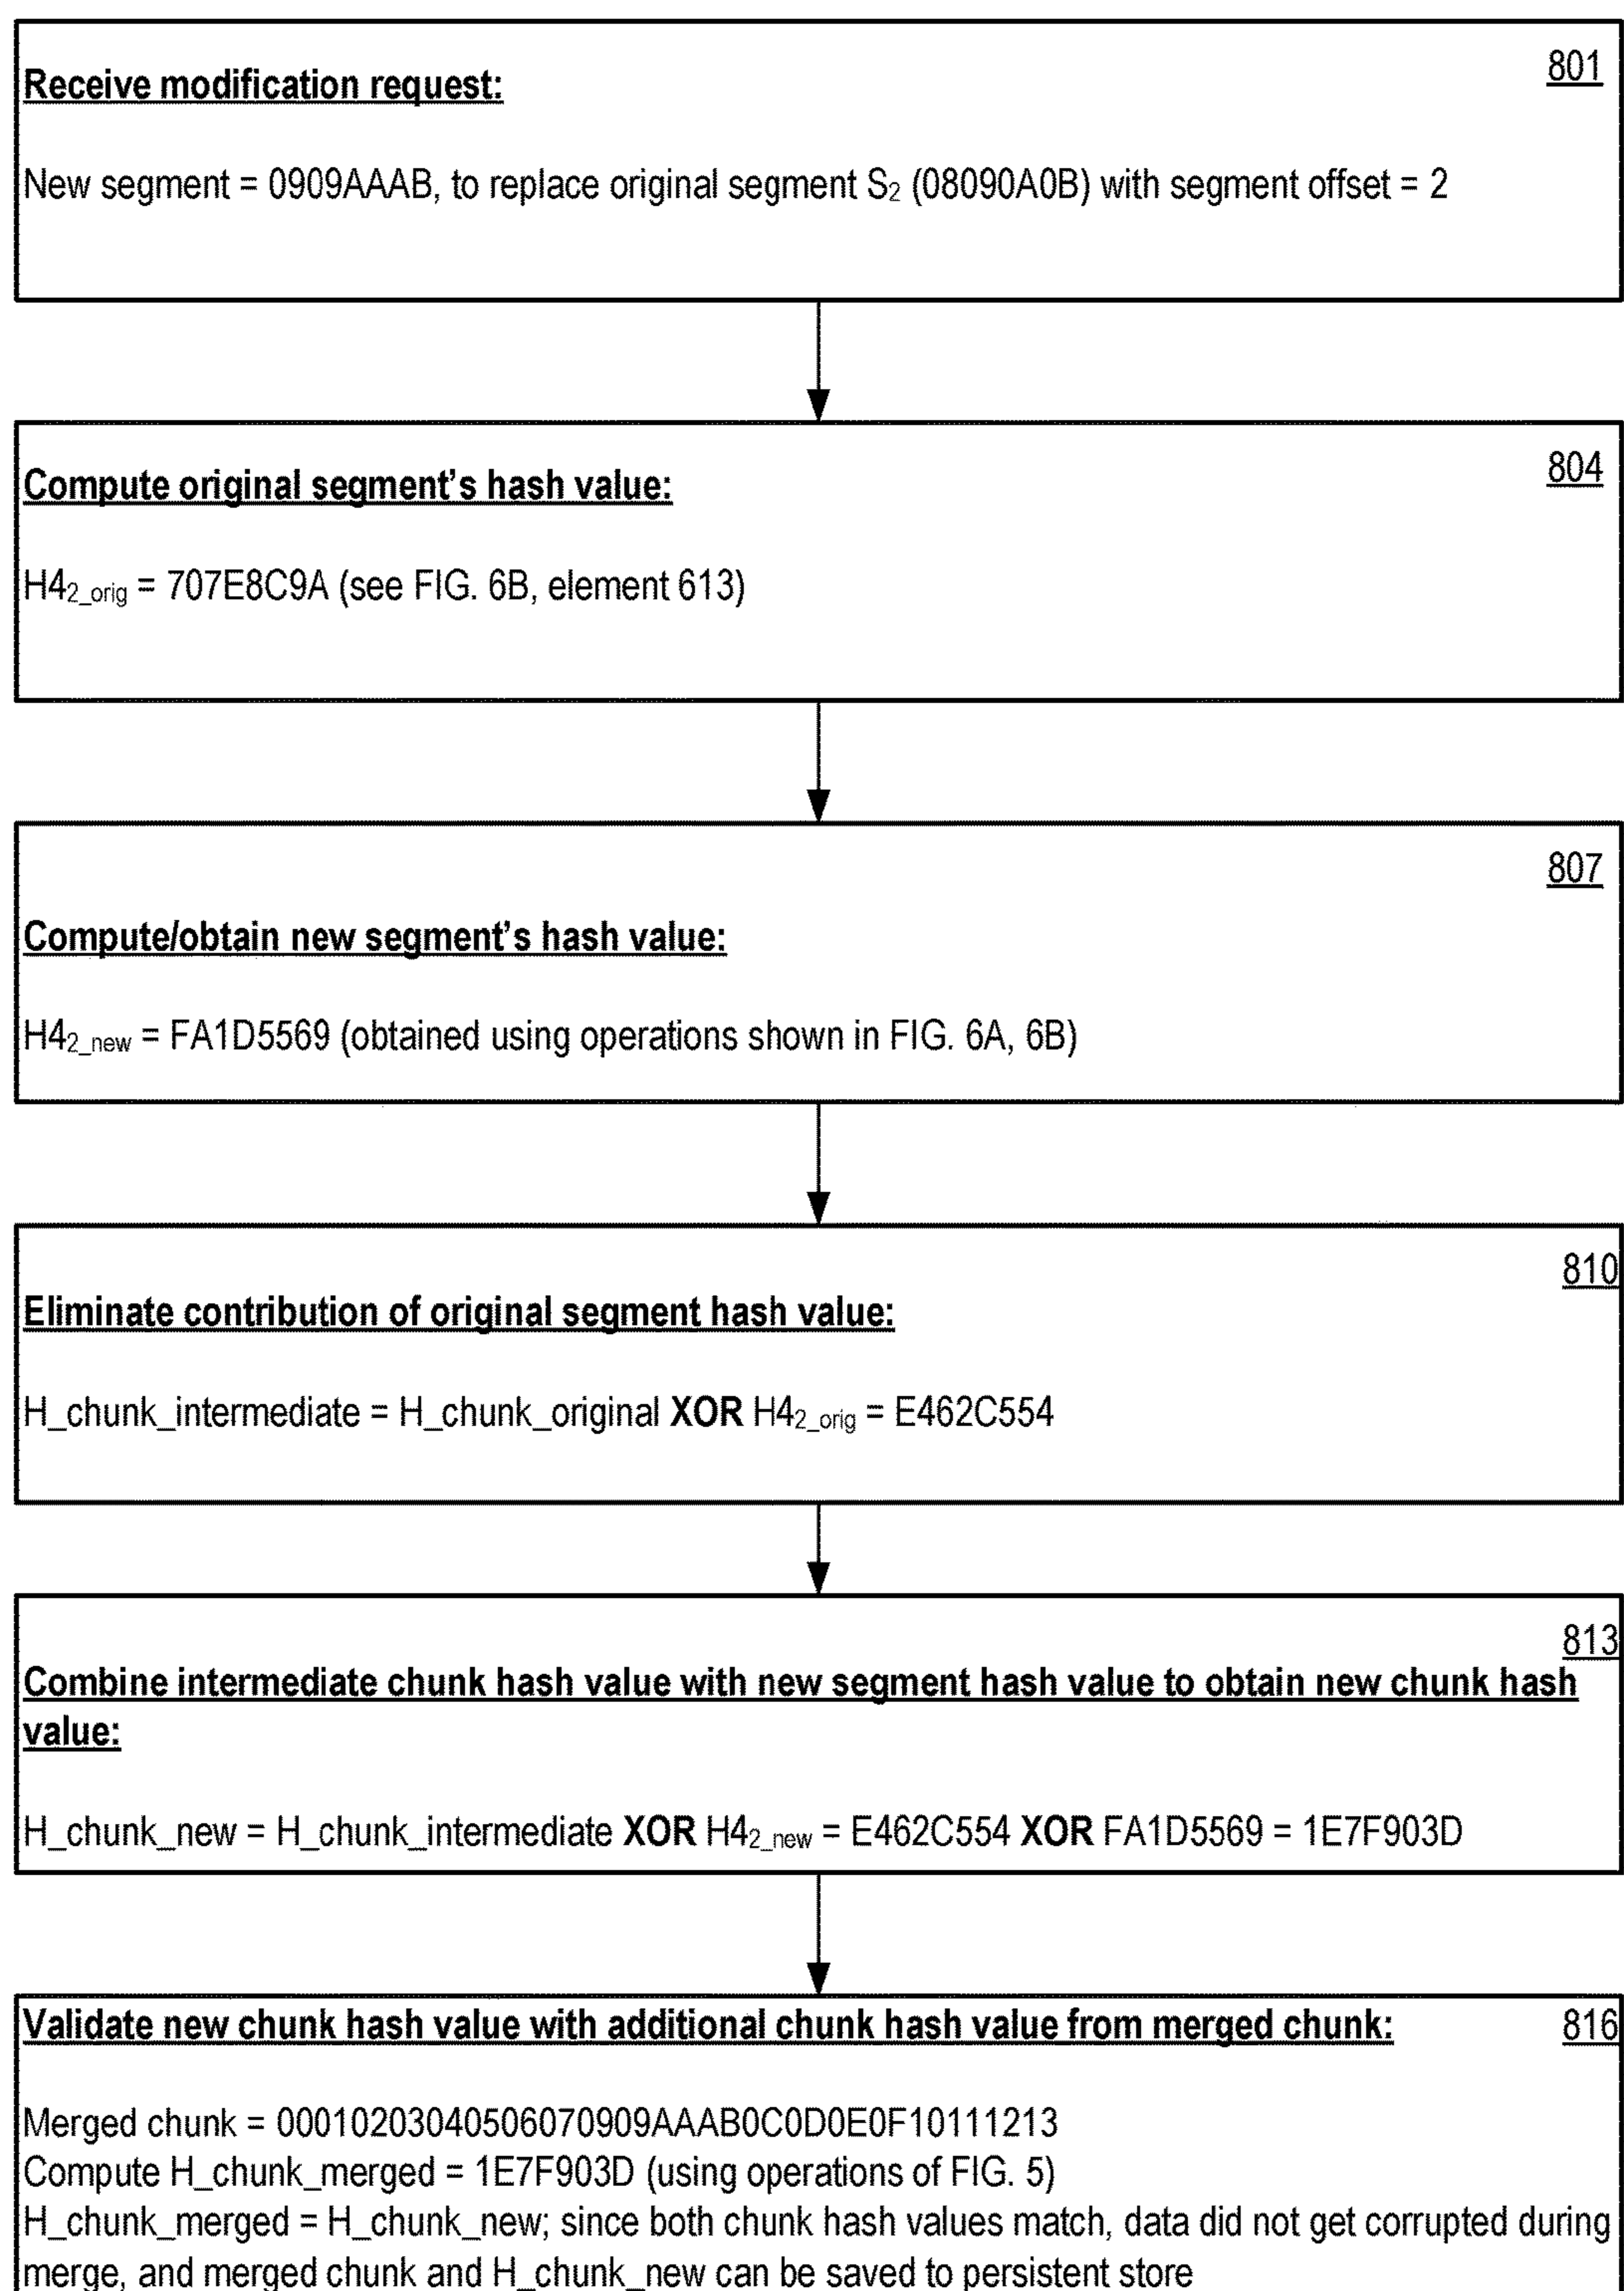 801
Receive modification request:
New segment = 0909AAAB, to replace original segment S₂ (08090A0B) with segment offset = 2
804
Compute original segment’s hash value:
H4₂_orig = 707E8C9A (see FIG. 6B, element 613)
807
Compute/obtain new segment’s hash value:
H4₂_new = FA1D5569 (obtained using operations shown in FIG. 6A, 6B)
810
Eliminate contribution of original segment hash value:
H_chunk_intermediate = H_chunk_original XOR H4₂_orig = E462C554
813
Combine intermediate chunk hash value with new segment hash value to obtain new chunk hash
value:
H_chunk_new = H_chunk_intermediate XOR H4₂_new = E462C554 XOR FA1D5569 = 1E7F903D
Validate new chunk hash value with additional chunk hash value from merged chunk: 816
Merged chunk = 00010203040506070909AAAB0C0D0E0F10111213
Compute H_chunk_merged = 1E7F903D (using operations of FIG. 5)
H_chunk_merged = H_chunk_new; since both chunk hash values match, data did not get corrupted during
merge, and merged chunk and H_chunk_new can be saved to persistent store